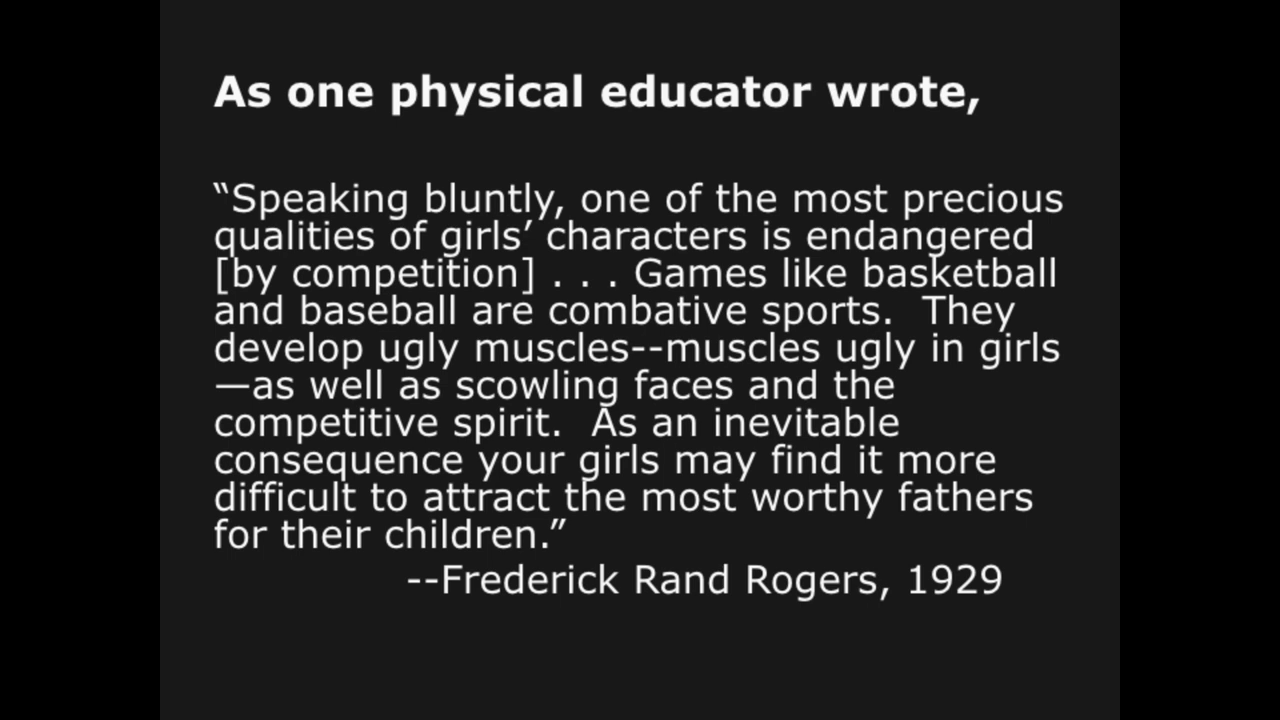 As one physical educator wrote,
“Speaking bluntly, one of the most precious
qualities of girls’ characters is endangered
[by competition] . . . Games like basketball
and baseball are combative sports.  They
develop ugly muscles--muscles ugly in girls
—as well as scowling faces and the
competitive spirit.  As an inevitable
consequence your girls may find it more
difficult to attract the most worthy fathers
for their children.”
--Frederick Rand Rogers, 1929